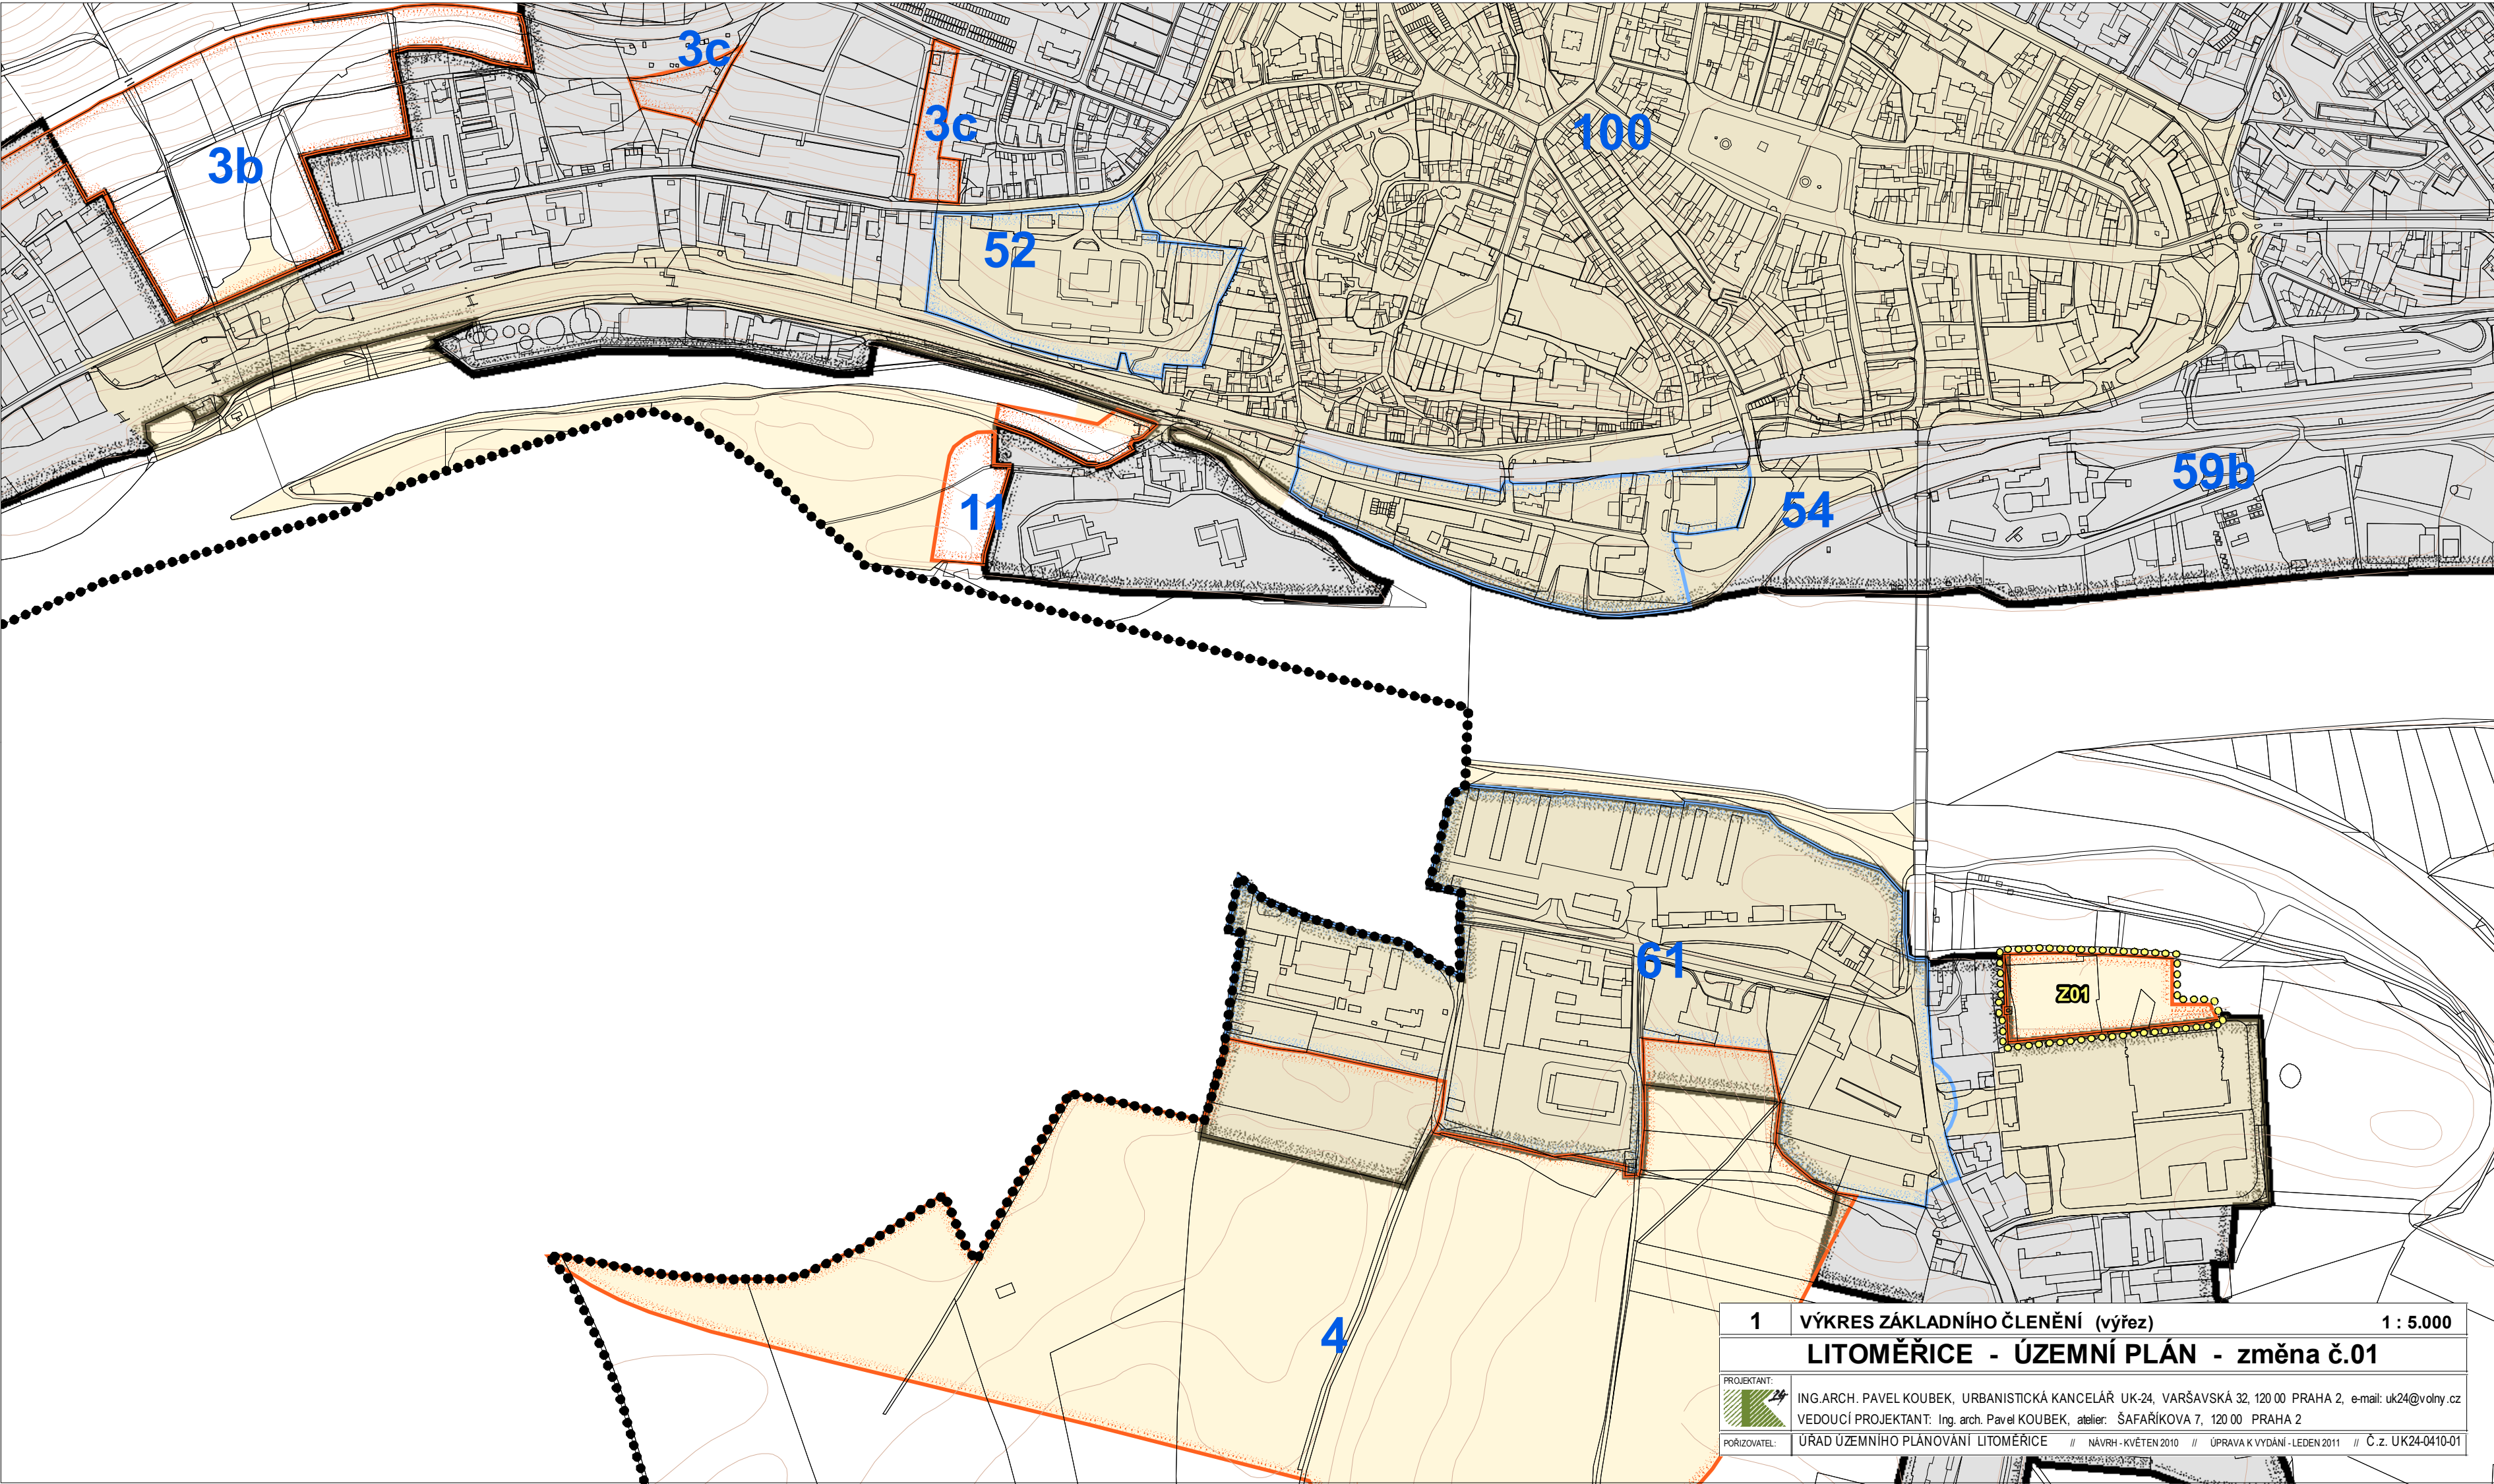 3c
3c
3b
100
52
11
54
59b
61
Z01
4
1 VÝKRES ZÁKLADNÍHO ČLENĚNÍ (výřez) 1 : 5.000
LITOMĚŘICE - ÚZEMNÍ PLÁN - změna č.01
PROJEKTANT:
24
ING.ARCH. PAVEL KOUBEK, URBANISTICKÁ KANCELÁŘ UK-24, VARŠAVSKÁ 32, 120 00 PRAHA 2, e-mail: uk24@volny.cz
VEDOUCÍ PROJEKTANT: Ing. arch. Pavel KOUBEK, atelier: ŠAFAŘÍKOVA 7, 120 00 PRAHA 2
POŘIZOVATEL: ÚŘAD ÚZEMNÍHO PLÁNOVÁNÍ LITOMĚŘICE // NÁVRH - KVĚTEN 2010 // ÚPRAVA K VYDÁNÍ - LEDEN 2011 // Č.z. UK24-0410-01